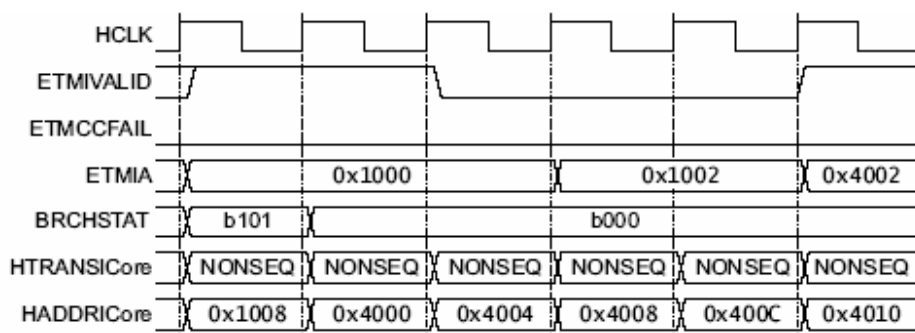 HCLK
ETMIVALID
ETMCCFAIL
ETMIA 0x1000 0x1002 0x4002
BRCHSTAT b101 b000
HTRANSICore NONSEQ NONSEQ NONSEQ NONSEQ NONSEQ NONSEQ
HADDRICore 0x1008 0x4000 0x4004 0x4008 0x400C 0x4010